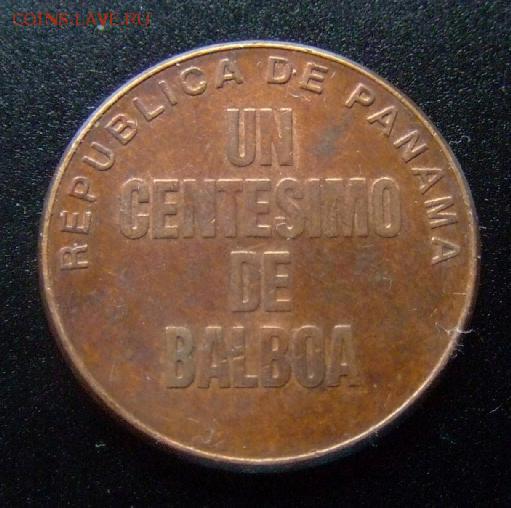 COINS.LAVE.RU
REPUBLICA DE PANAMA
UN
CENTESIMO
DE
BALBOA